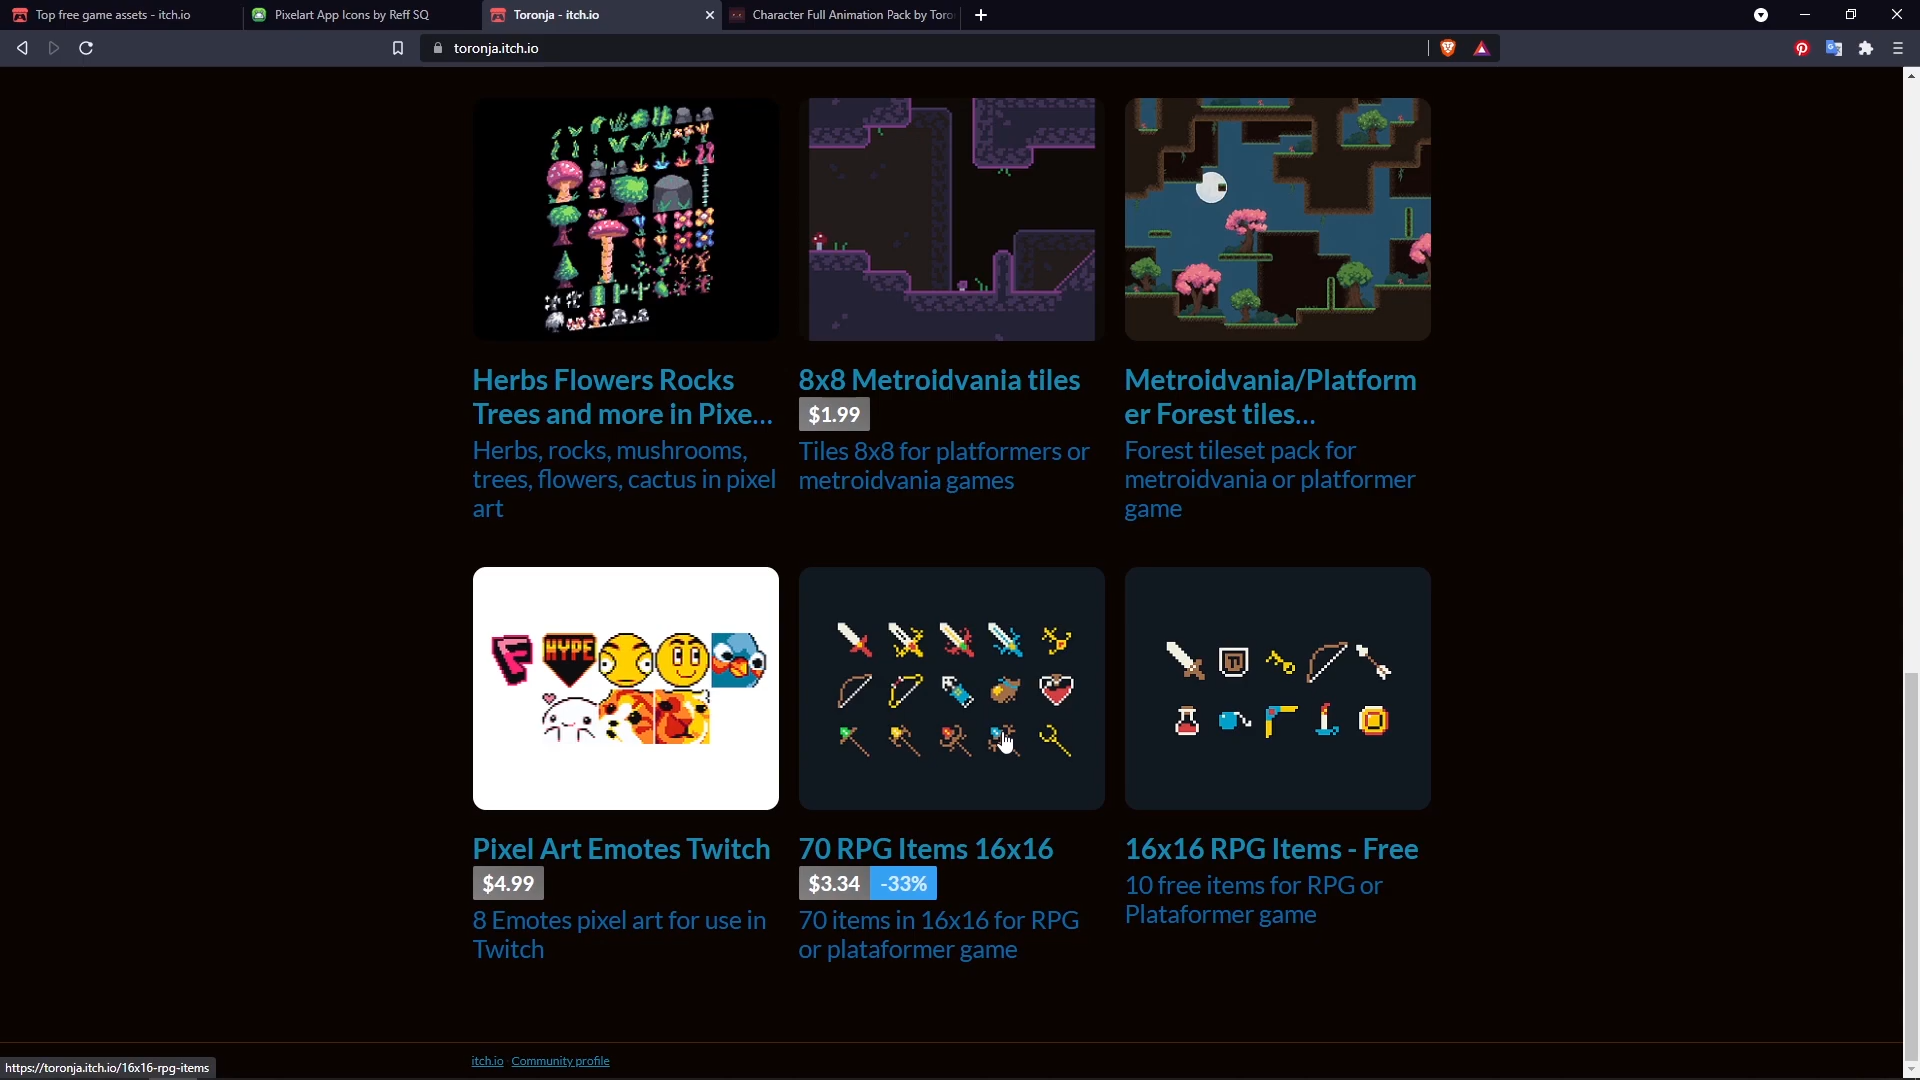 Top free game assets - itch.io
Pixelart App Icons by Reff SQ
Toronja - itch.io
Character Full Animation Pack by Toro
toronja.itch.io
Herbs Flowers Rocks
Trees and more in Pixe...
Herbs, rocks, mushrooms,
trees, flowers, cactus in pixel
art
8x8 Metroidvania tiles
$1.99
Tiles 8x8 for platformers or
metroidvania games
Metroidvania/Platform
er Forest tiles...
Forest tileset pack for
metroidvania or platformer
game
F
HYPE
Pixel Art Emotes Twitch
$4.99
8 Emotes pixel art for use in
Twitch
70 RPG Items 16x16
$3.34 -33%
70 items in 16x16 for RPG
or plataformer game
16x16 RPG Items - Free
10 free items for RPG or
Plataformer game
itch.io · Community profile
https://toronja.itch.io/16x16-rpg-items